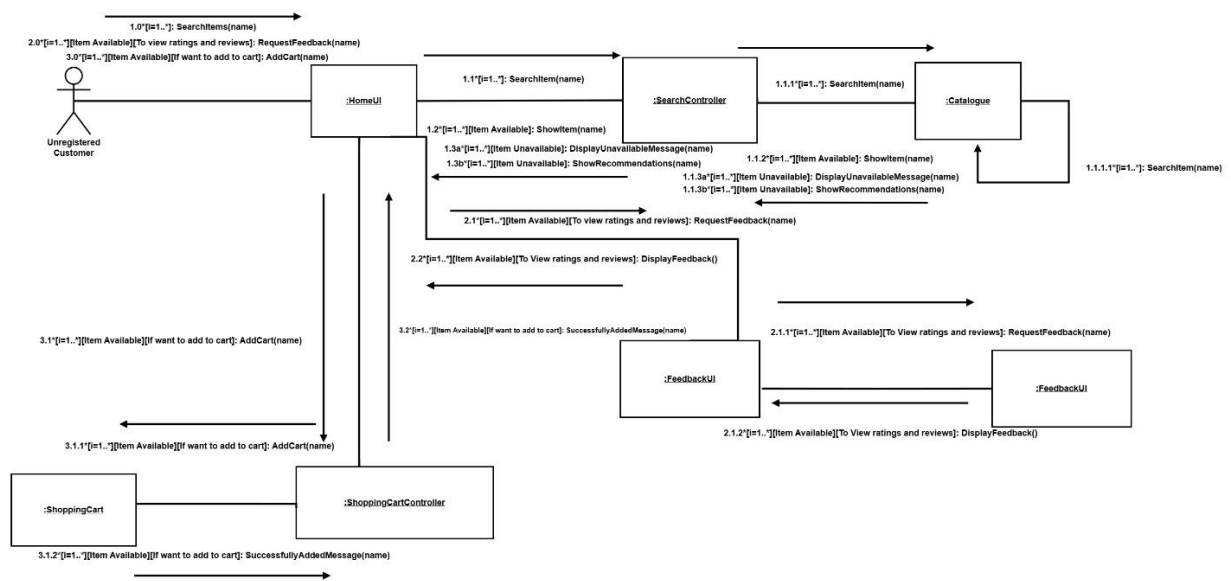 1.0*[i=1..*]: SearchItems(name)
2.0*[i=1..*][Item Available][To view ratings and reviews]: RequestFeedback(name)
3.0*[i=1..*][Item Available][If want to add to cart]: AddCart(name)
Unregistered
Customer
:HomeUI
1.1*[i=1..*]: SearchItem(name)
:SearchController
1.1.1*[i=1..*]: SearchItem(name)
:Catalogue
1.1.1.1*[i=1..*]: SearchItem(name)
1.2*[i=1..*][Item Available]: ShowItem(name)
1.3a*[i=1..*][Item Unavailable]: DisplayUnavailableMessage(name)
1.3b*[i=1..*][Item Unavailable]: ShowRecommendations(name)
1.1.2*[i=1..*][Item Available]: ShowItem(name)
1.1.3a*[i=1..*][Item Unavailable]: DisplayUnavailableMessage(name)
1.1.3b*[i=1..*][Item Unavailable]: ShowRecommendations(name)
2.1*[i=1..*][Item Available][To view ratings and reviews]: RequestFeedback(name)
2.2*[i=1..*][Item Available][To View ratings and reviews]: DisplayFeedback()
3.1*[i=1..*][Item Available][If want to add to cart]: AddCart(name)
3.2*[i=1..*][Item Available][If want to add to cart]: SuccessfullyAddedMessage(name)
2.1.1*[i=1..*][Item Available][To View ratings and reviews]: RequestFeedback(name)
:FeedbackUI
:FeedbackUI
2.1.2*[i=1..*][Item Available][To View ratings and reviews]: DisplayFeedback()
3.1.1*[i=1..*][Item Available][If want to add to cart]: AddCart(name)
:ShoppingCart
:ShoppingCartController
3.1.2*[i=1..*][Item Available][If want to add to cart]: SuccessfullyAddedMessage(name)